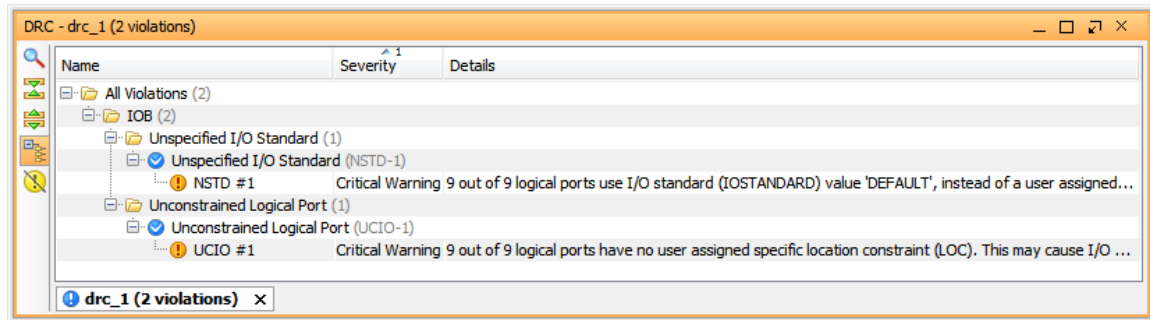 DRC - drc_1 (2 violations)
Name Severity 1 Details
All Violations (2)
IOB (2)
Unspecified I/O Standard (1)
Unspecified I/O Standard (NSTD-1)
NSTD #1 Critical Warning 9 out of 9 logical ports use I/O standard (IOSTANDARD) value 'DEFAULT', instead of a user assigned...
Unconstrained Logical Port (1)
Unconstrained Logical Port (UCIO-1)
UCIO #1 Critical Warning 9 out of 9 logical ports have no user assigned specific location constraint (LOC). This may cause I/O ...
drc_1 (2 violations)